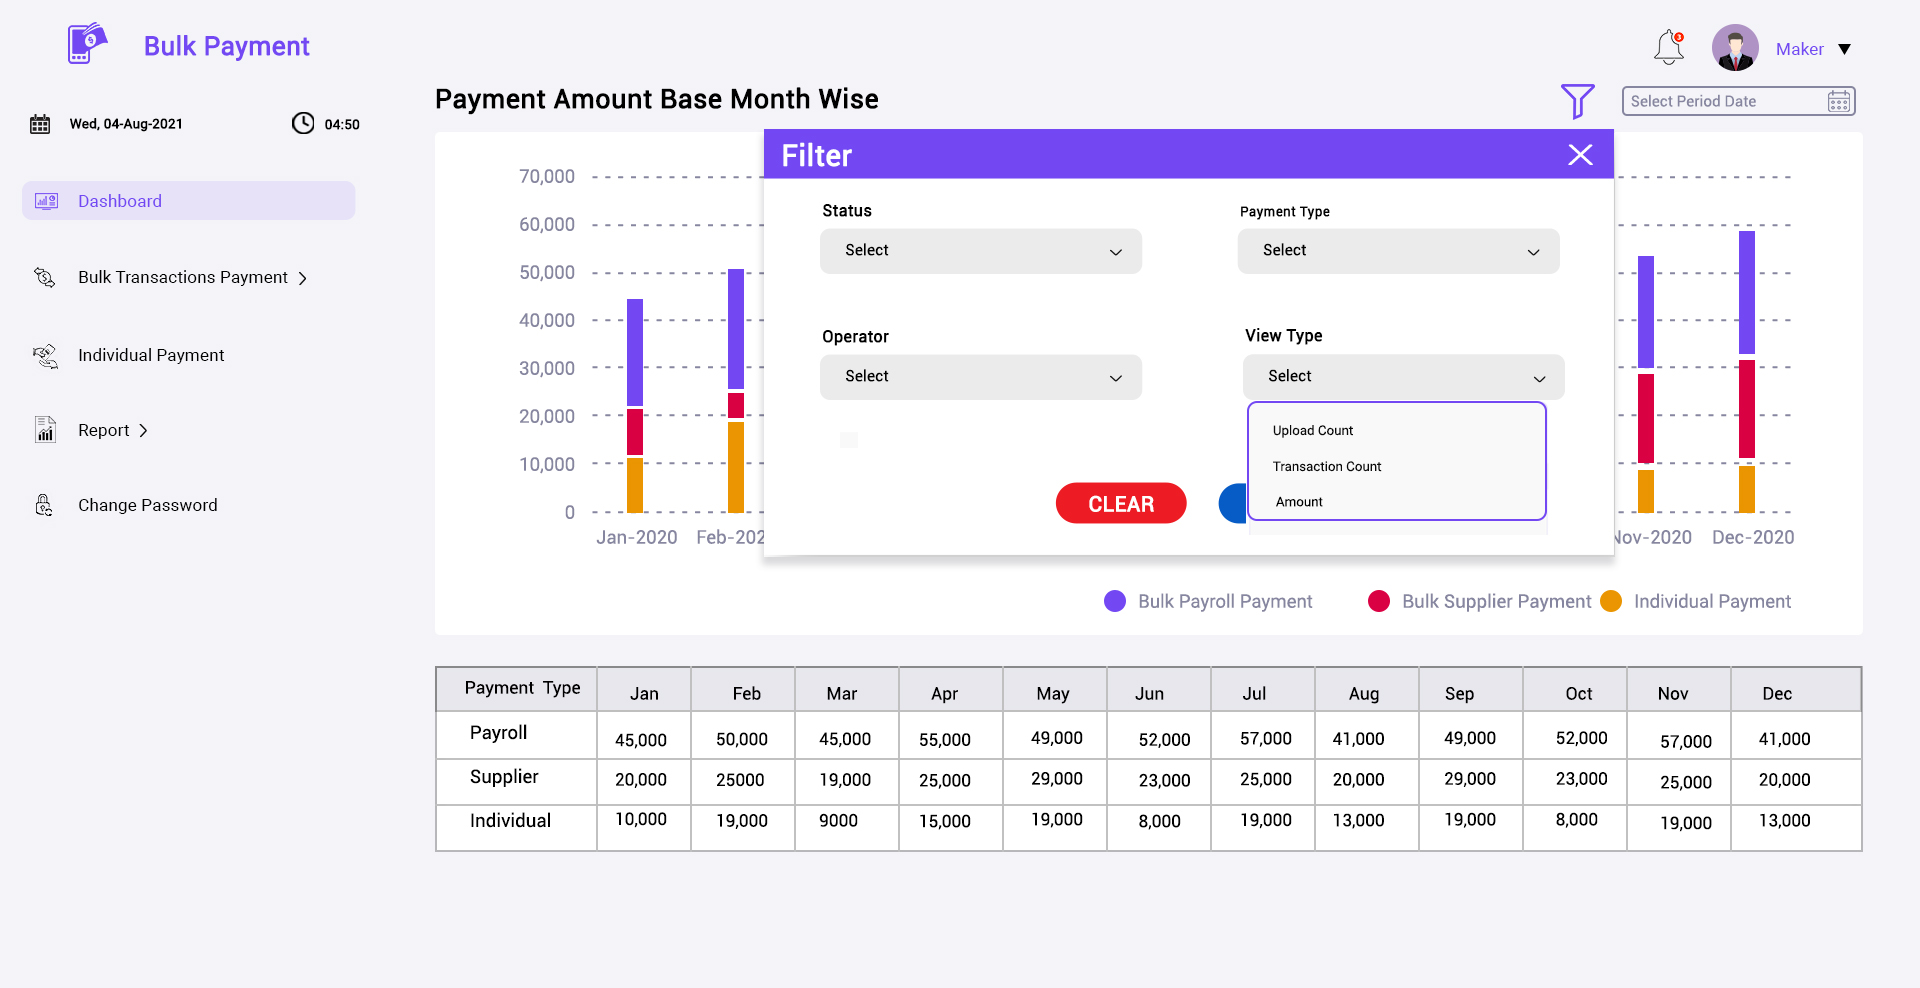 Bulk Payment
3
Maker
Payment Amount Base Month Wise
Select Period Date
Wed, 04-Aug-2021
04:50
Dashboard
Bulk Transactions Payment
Individual Payment
Report
Change Password
Filter
Status
Payment Type
Select
Select
Operator
View Type
Select
Select
Upload Count
Transaction Count
Amount
CLEAR
70,000
60,000
50,000
40,000
30,000
20,000
10,000
0
Jan-2020 Feb-202 Nov-2020 Dec-2020
Bulk Payroll Payment Bulk Supplier Payment Individual Payment
Payment Type Jan Feb Mar Apr May Jun Jul Aug Sep Oct Nov Dec
Payroll 45,000 50,000 45,000 55,000 49,000 52,000 57,000 41,000 49,000 52,000 57,000 41,000
Supplier 20,000 25000 19,000 25,000 29,000 23,000 25,000 20,000 29,000 23,000 25,000 20,000
Individual 10,000 19,000 9000 15,000 19,000 8,000 19,000 13,000 19,000 8,000 19,000 13,000